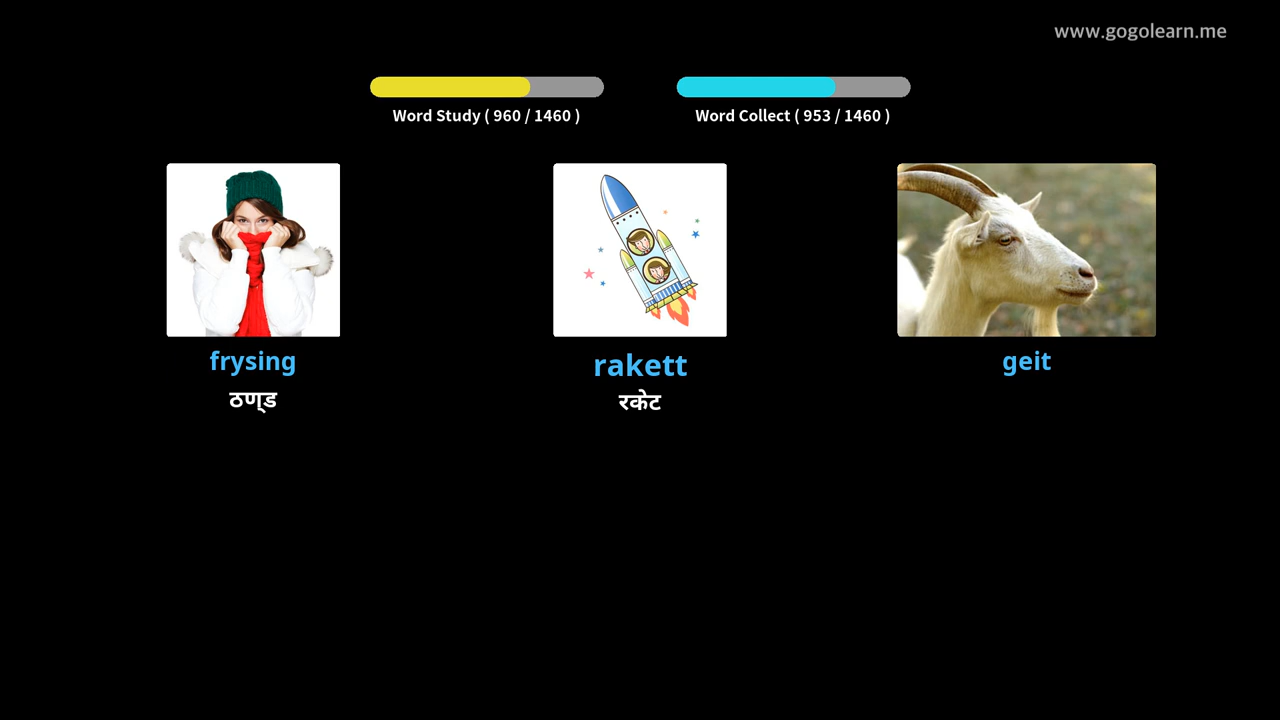 www.gogolearn.me
Word Study ( 960 / 1460 )
Word Collect ( 953 / 1460 )
frysing
rakett
geit
ठण्ड
रकेट